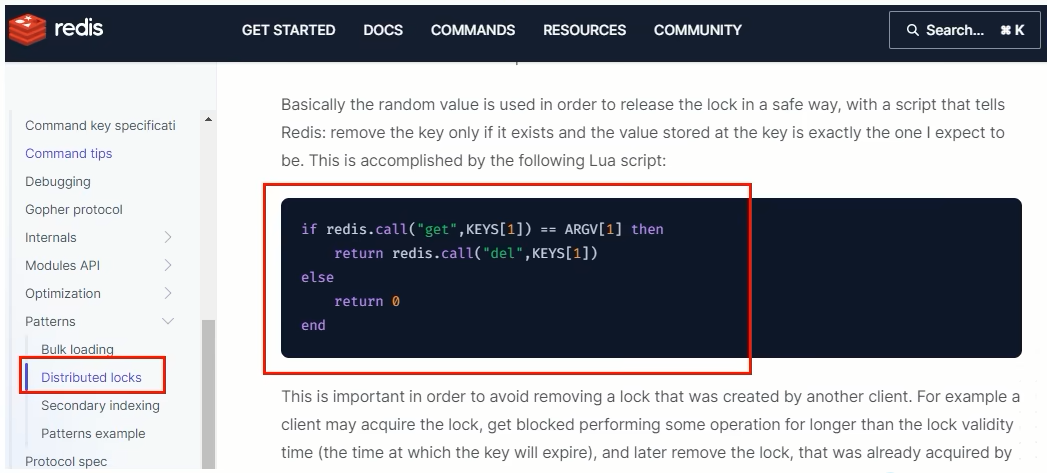 redis
GET STARTED
DOCS
COMMANDS
RESOURCES
COMMUNITY
Search... ⌘ K
Command key specificati
Command tips
Debugging
Gopher protocol
Internals
Modules API
Optimization
Patterns
Bulk loading
Distributed locks
Secondary indexing
Patterns example
Protocol spec
Basically the random value is used in order to release the lock in a safe way, with a script that tells
Redis: remove the key only if it exists and the value stored at the key is exactly the one I expect to
be. This is accomplished by the following Lua script:
if redis.call("get",KEYS[1]) == ARGV[1] then
    return redis.call("del",KEYS[1])
else
    return 0
end
This is important in order to avoid removing a lock that was created by another client. For example a
client may acquire the lock, get blocked performing some operation for longer than the lock validity
time (the time at which the key will expire), and later remove the lock, that was already acquired by